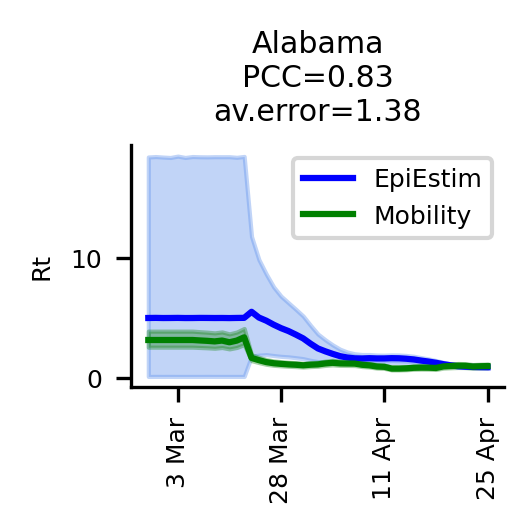 Alabama
PCC=0.83
av.error=1.38
EpiEstim
Mobility
Rt
10
0
3 Mar
28 Mar
11 Apr
25 Apr